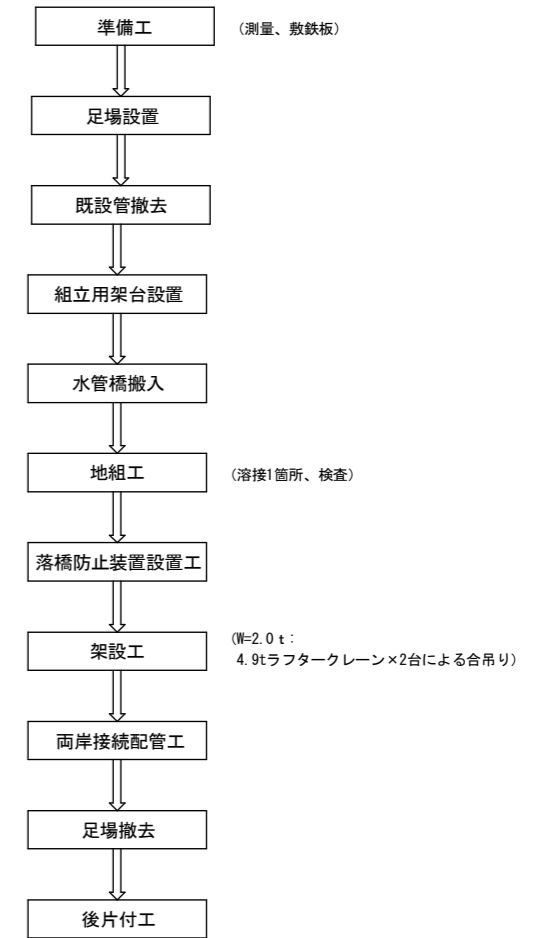 準備工
(測量、敷鉄板)
足場設置
既設管撤去
組立用架台設置
水管橋搬入
地組工
(溶接1箇所、検査)
落橋防止装置設置工
架設工
(W=2.0ｔ:
4.9tラフタークレーン×2台による合吊り)
両岸接続配管工
足場撤去
後片付工